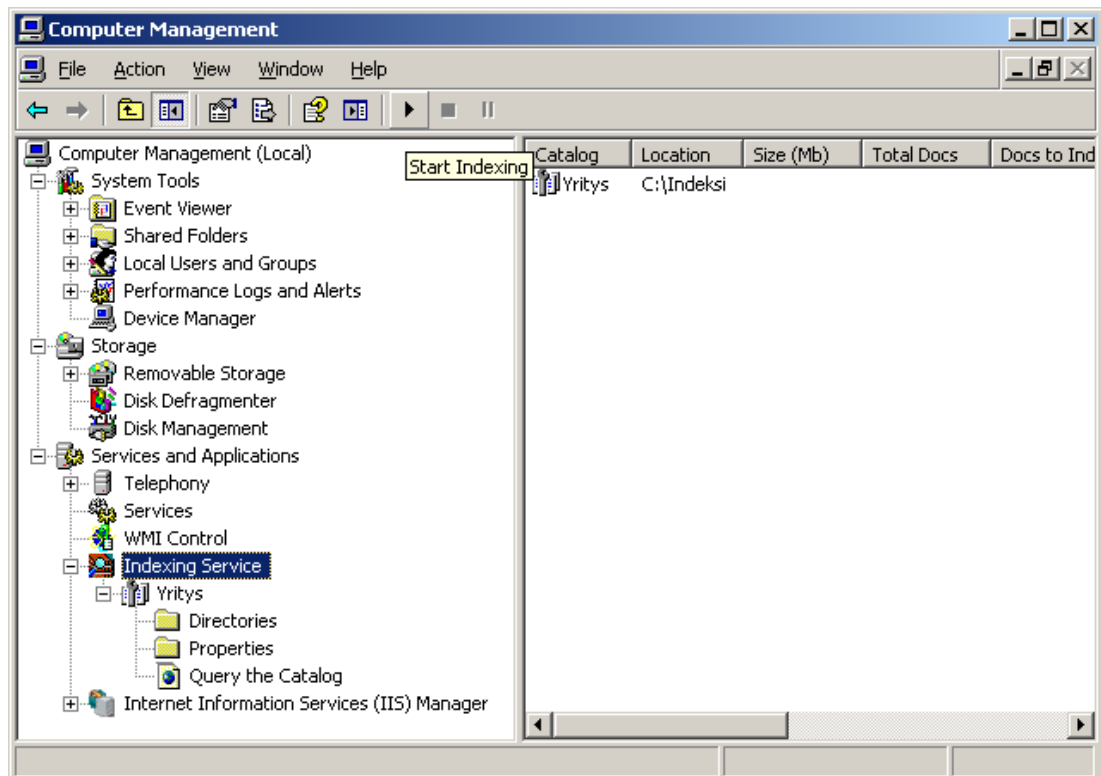 Computer Management
File Action View Window Help
Start Indexing
Catalog Location Size (Mb) Total Docs Docs to Ind
Yritys C:\Indeksi
Computer Management (Local)
System Tools
Event Viewer
Shared Folders
Local Users and Groups
Performance Logs and Alerts
Device Manager
Storage
Removable Storage
Disk Defragmenter
Disk Management
Services and Applications
Telephony
Services
WMI Control
Indexing Service
Yritys
Directories
Properties
Query the Catalog
Internet Information Services (IIS) Manager